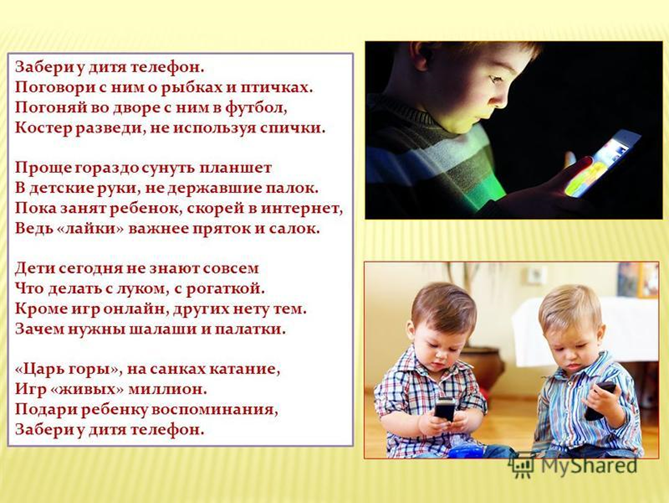 Забери у дитя телефон.
Поговори с ним о рыбках и птичках.
Погоняй во дворе с ним в футбол,
Костер разведи, не используя спички.

Проще гораздо сунуть планшет
В детские руки, не державшие палок.
Пока занят ребенок, скорей в интернет,
Ведь «лайки» важнее пряток и салок.

Дети сегодня не знают совсем
Что делать с луком, с рогаткой.
Кроме игр онлайн, других нету тем.
Зачем нужны шалаши и палатки.

«Царь горы», на санках катание,
Игр «живых» миллион.
Подари ребенку воспоминания,
Забери у дитя телефон.
MyShared